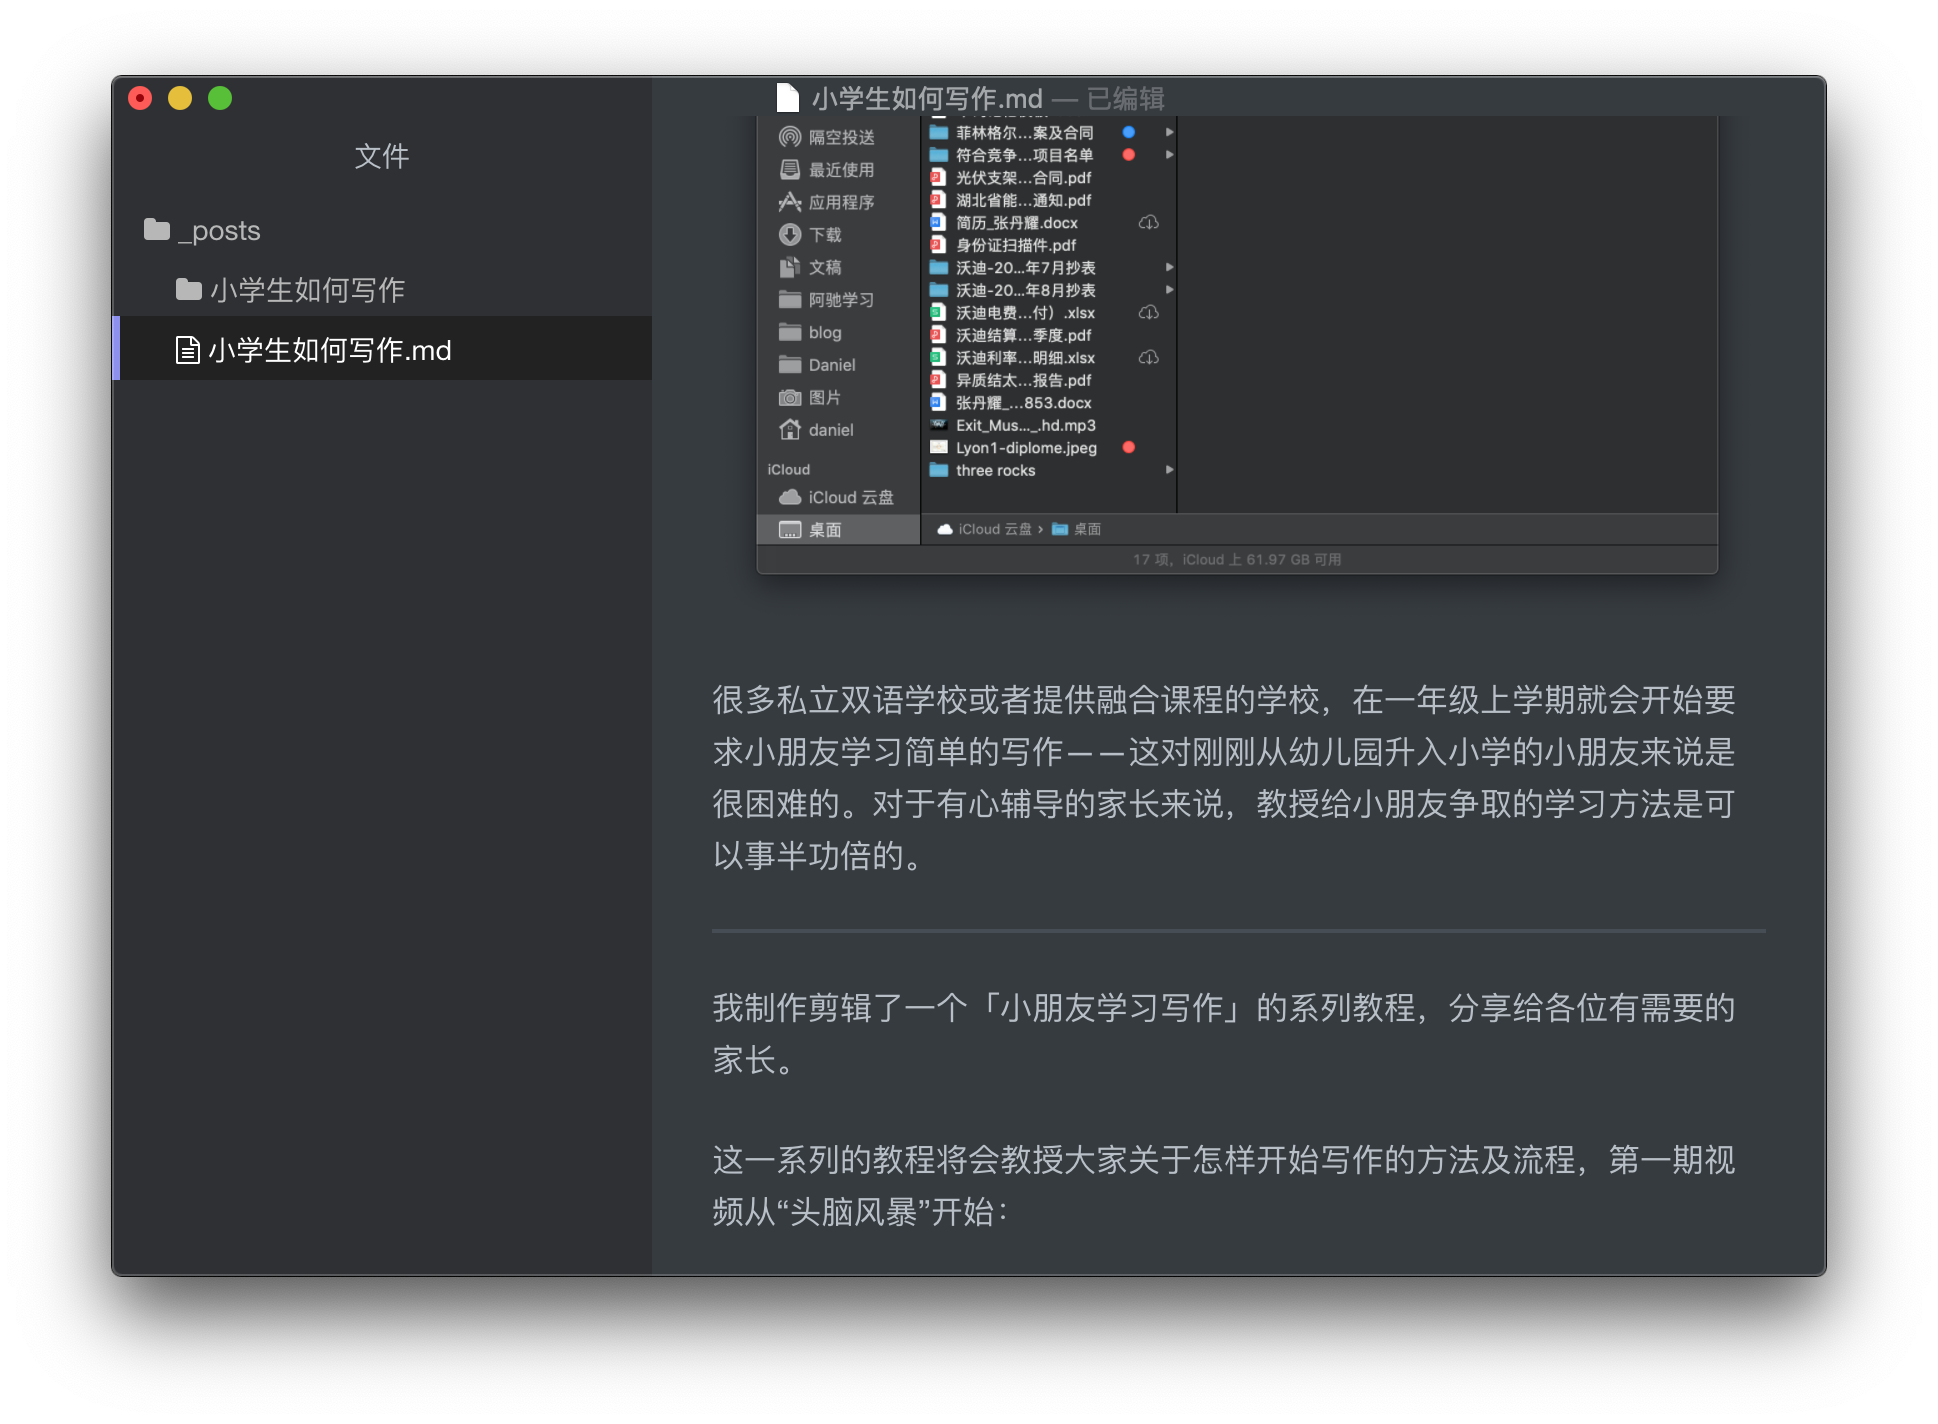 小学生如何写作.md — 已编辑
文件
_posts
小学生如何写作
小学生如何写作.md
隔空投送
最近使用
应用程序
下载
文稿
阿驰学习
blog
Daniel
图片
daniel
iCloud
iCloud 云盘
桌面
菲林格尔...案及合同
符合竞争...项目名单
光伏支架...合同.pdf
湖北省能...通知.pdf
简历_张丹耀.docx
身份证扫描件.pdf
沃迪-20...年7月抄表
沃迪-20...年8月抄表
沃迪电费...付）.xlsx
沃迪结算...季度.pdf
沃迪利率...明细.xlsx
异质结太...报告.pdf
张丹耀_...853.docx
Exit_Mus..._.hd.mp3
Lyon1-diplome.jpeg
three rocks
iCloud 云盘 › 桌面
17 项，iCloud 上 61.97 GB 可用
很多私立双语学校或者提供融合课程的学校，在一年级上学期就会开始要
求小朋友学习简单的写作——这对刚刚从幼儿园升入小学的小朋友来说是
很困难的。对于有心辅导的家长来说，教授给小朋友争取的学习方法是可
以事半功倍的。
我制作剪辑了一个「小朋友学习写作」的系列教程，分享给各位有需要的
家长。
这一系列的教程将会教授大家关于怎样开始写作的方法及流程，第一期视
频从“头脑风暴”开始：